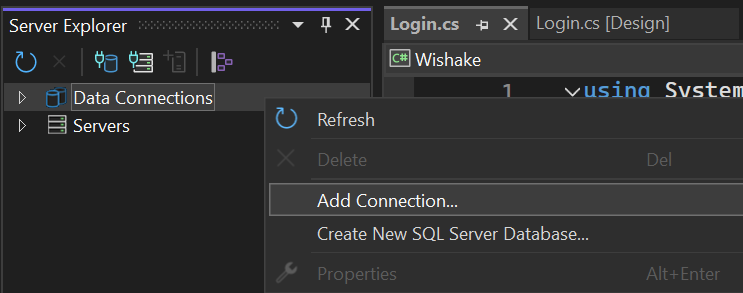 Server Explorer
Login.cs
Login.cs [Design]
C# Wishake
1 using System
Data Connections
Servers
Refresh
Delete Del
Add Connection...
Create New SQL Server Database...
Properties Alt+Enter